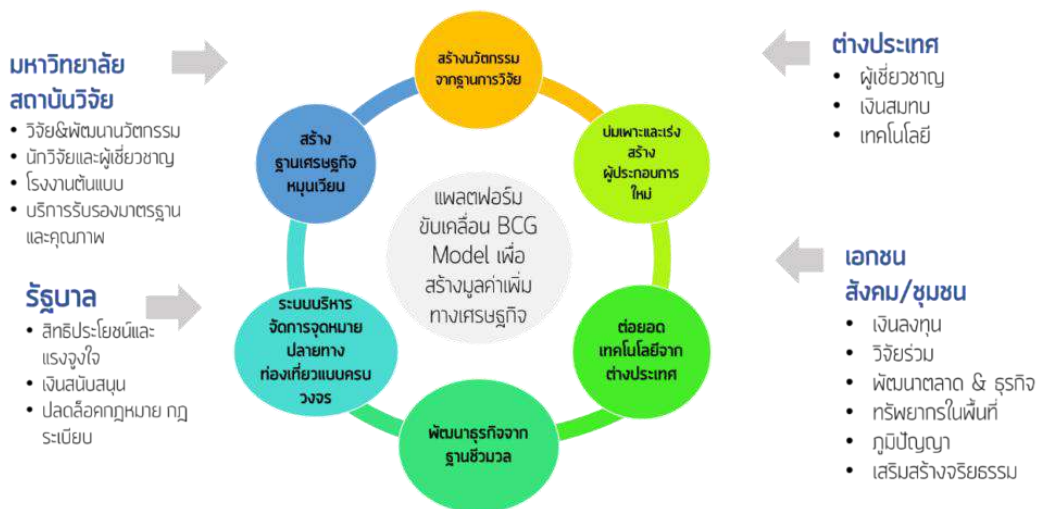 มหาวิทยาลัย
สถาบันวิจัย
• วิจัย&พัฒนานวัตกรรม
• นักวิจัยและผู้เชี่ยวชาญ
• โรงงานต้นแบบ
• บริการรับรองมาตรฐาน
และคุณภาพ
รัฐบาล
• สิทธิประโยชน์และ
แรงจูงใจ
• เงินสนับสนุน
• ปลดล็อคกฎหมาย กฎ
ระเบียบ
สร้างนวัตกรรม
จากฐานการวิจัย
บ่มเพาะและเร่ง
สร้าง
ผู้ประกอบการ
ใหม่
ต่อยอด
เทคโนโลยีจาก
ต่างประเทศ
พัฒนาธุรกิจจาก
ฐานชีวมวล
ระบบบริหาร
จัดการจุดหมาย
ปลายทาง
ท่องเที่ยวแบบครบ
วงจร
สร้าง
ฐานเศรษฐกิจ
หมุนเวียน
แพลตฟอร์ม
ขับเคลื่อน BCG
Model เพื่อ
สร้างมูลค่าเพิ่ม
ทางเศรษฐกิจ
ต่างประเทศ
• ผู้เชี่ยวชาญ
• เงินสมทบ
• เทคโนโลยี
เอกชน
สังคม/ชุมชน
• เงินลงทุน
• วิจัยร่วม
• พัฒนาตลาด & ธุรกิจ
• ทรัพยากรในพื้นที่
• ภูมิปัญญา
• เสริมสร้างจริยธรรม